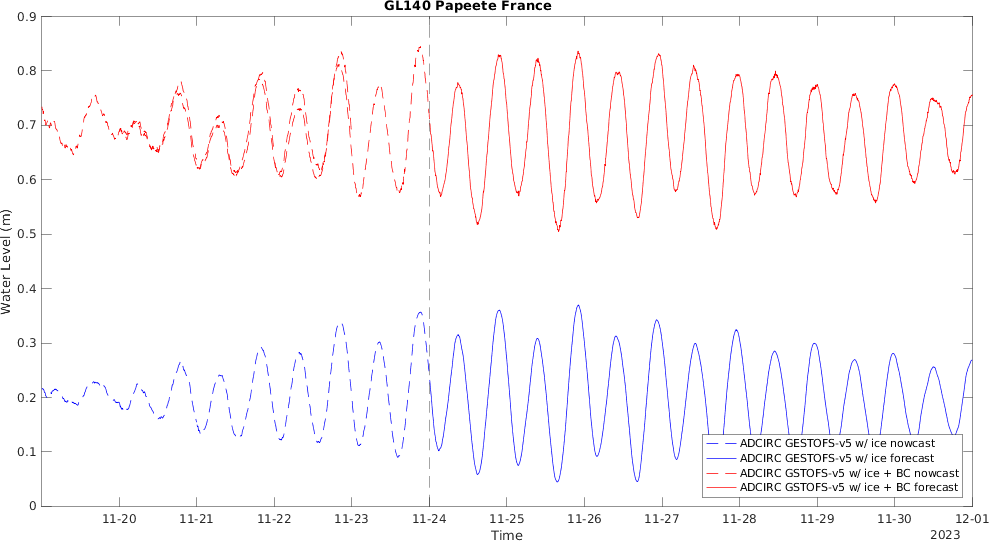 GL140 Papeete France
0.9
0.8
0.7
0.6
0.5
0.4
0.3
0.2
0.1
0
Water Level (m)
ADCIRC GESTOFS-v5 w/ ice nowcast
ADCIRC GESTOFS-v5 w/ ice forecast
ADCIRC GSTOFS-v5 w/ ice + BC nowcast
ADCIRC GSTOFS-v5 w/ ice + BC forecast
11-20 11-21 11-22 11-23 11-24 11-25 11-26 11-27 11-28 11-29 11-30 12-01
Time 2023